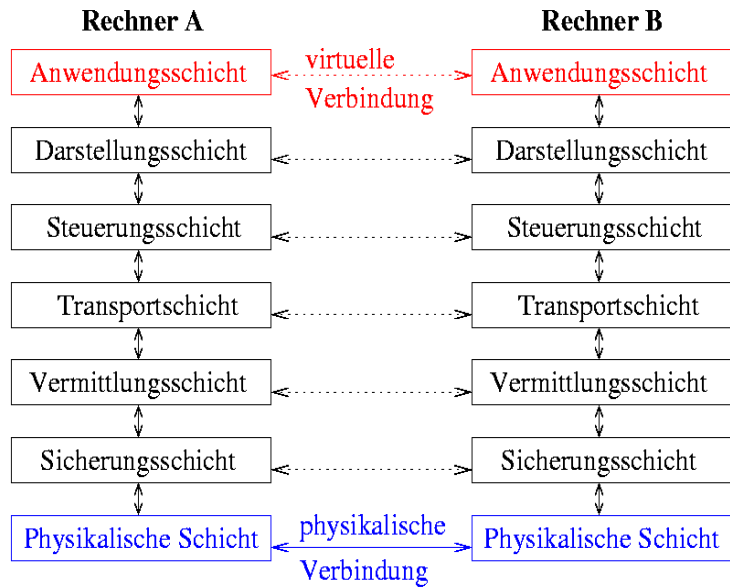 Rechner A Rechner B
Anwendungsschicht virtuelle Anwendungsschicht
Verbindung
Darstellungsschicht Darstellungsschicht
Steuerungsschicht Steuerungsschicht
Transportschicht Transportschicht
Vermittlungsschicht Vermittlungsschicht
Sicherungsschicht Sicherungsschicht
Physikalische Schicht physikalische Physikalische Schicht
Verbindung